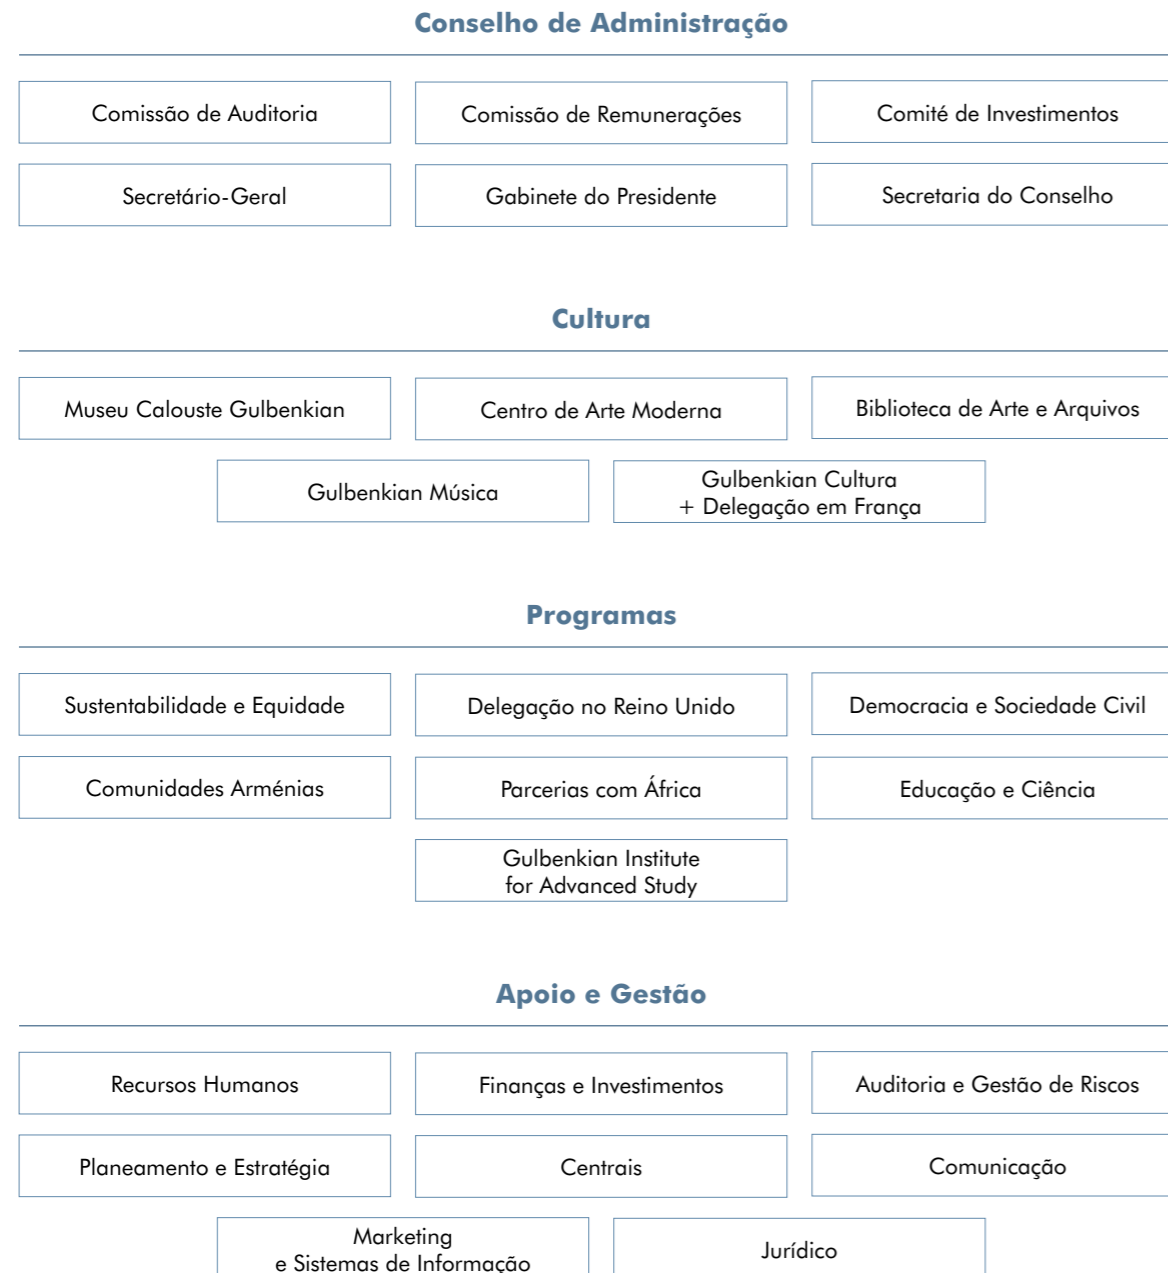 Conselho de Administração
Comissão de Auditoria
Comissão de Remunerações
Comité de Investimentos
Secretário-Geral
Gabinete do Presidente
Secretaria do Conselho
Cultura
Museu Calouste Gulbenkian
Centro de Arte Moderna
Biblioteca de Arte e Arquivos
Gulbenkian Música
Gulbenkian Cultura
+ Delegação em França
Programas
Sustentabilidade e Equidade
Delegação no Reino Unido
Democracia e Sociedade Civil
Comunidades Arménias
Parcerias com África
Educação e Ciência
Gulbenkian Institute
for Advanced Study
Apoio e Gestão
Recursos Humanos
Finanças e Investimentos
Auditoria e Gestão de Riscos
Planeamento e Estratégia
Centrais
Comunicação
Marketing
e Sistemas de Informação
Jurídico